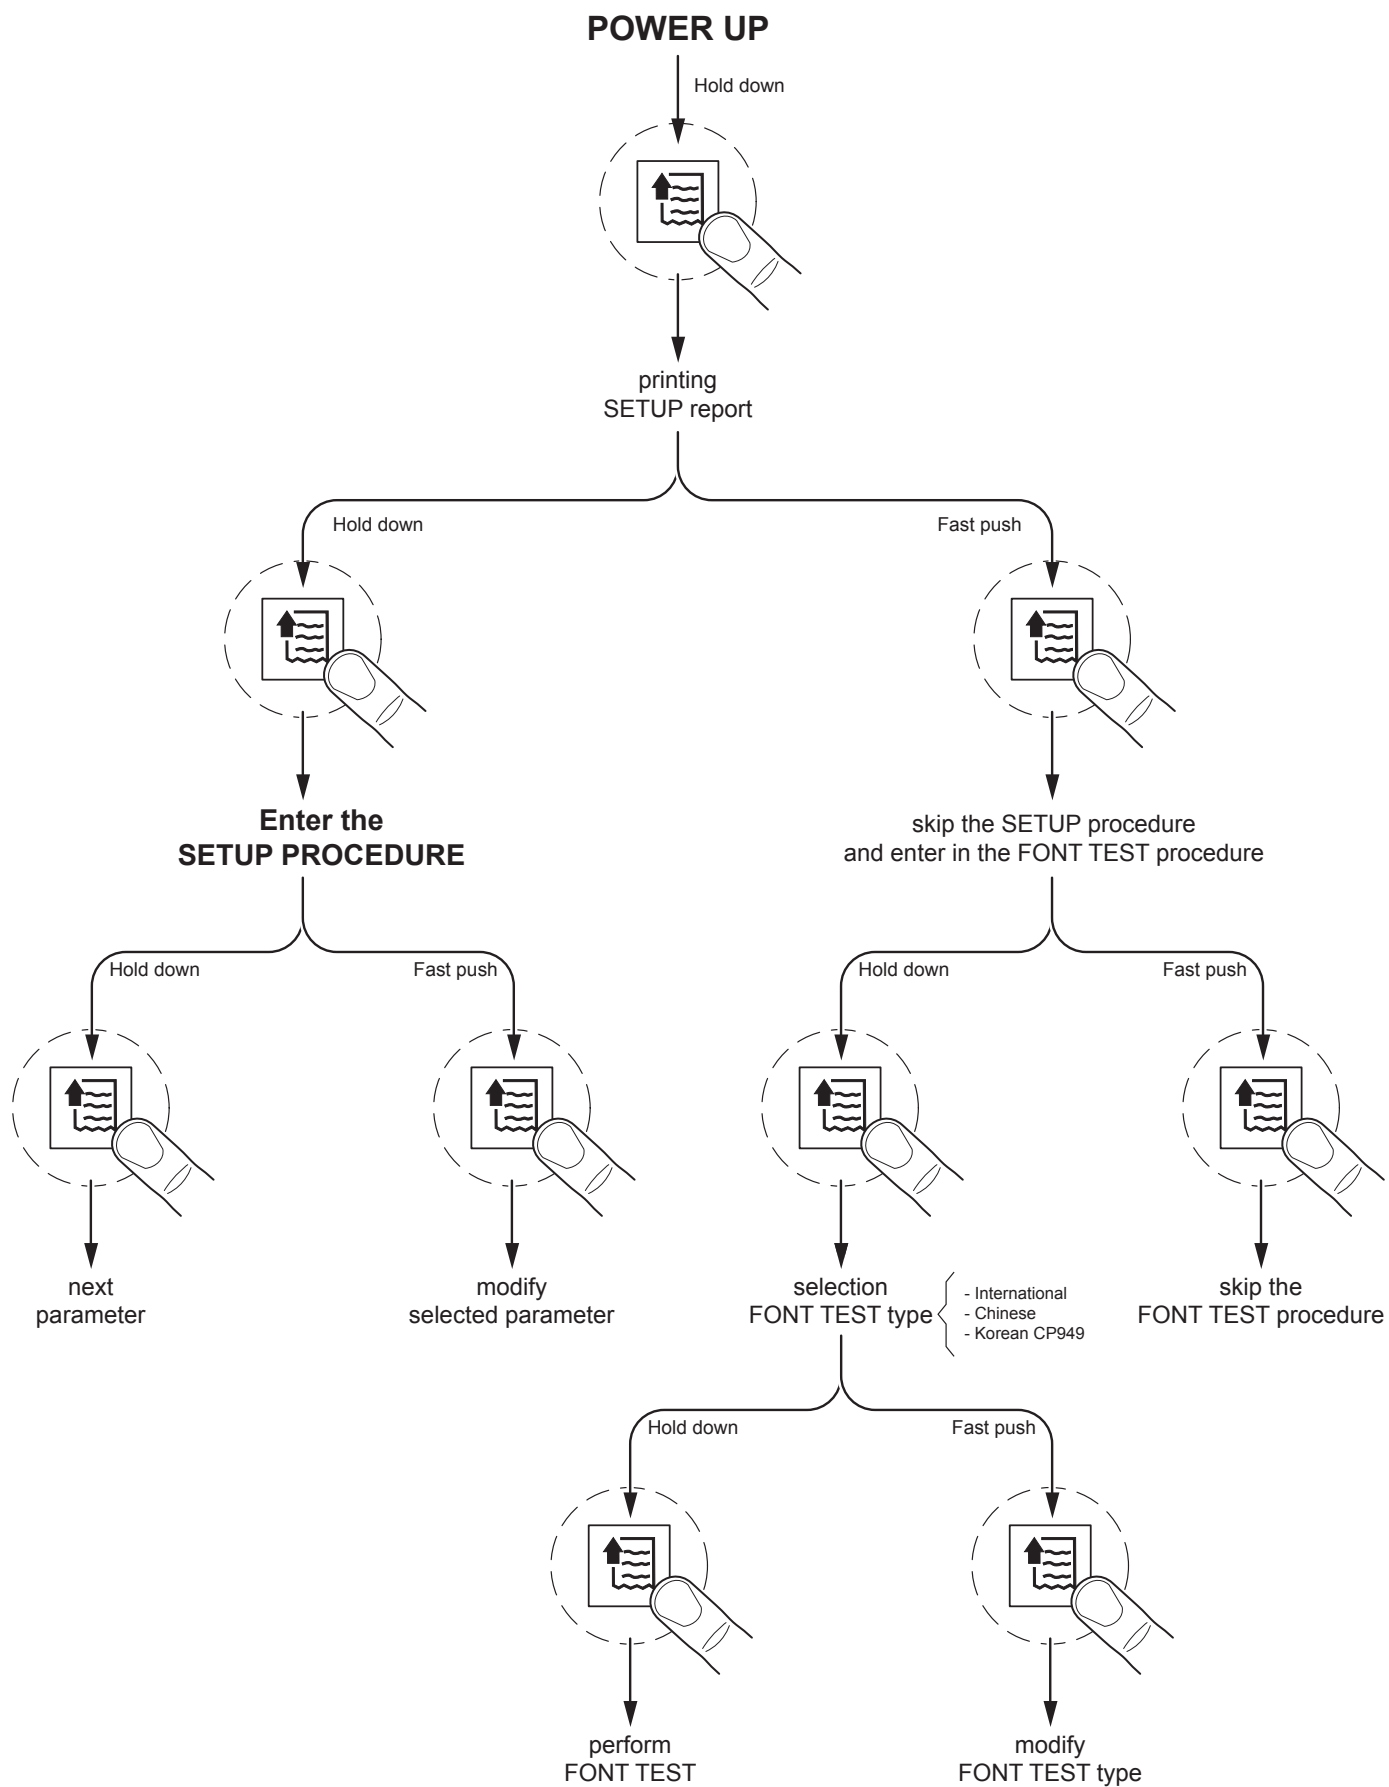 POWER UP
Hold down
printing
SETUP report
Hold down
Fast push
Enter the
SETUP PROCEDURE
skip the SETUP procedure
and enter in the FONT TEST procedure
Hold down
Fast push
Hold down
Fast push
next
parameter
modify
selected parameter
selection
FONT TEST type
- International
- Chinese
- Korean CP949
skip the
FONT TEST procedure
Hold down
Fast push
perform
FONT TEST
modify
FONT TEST type